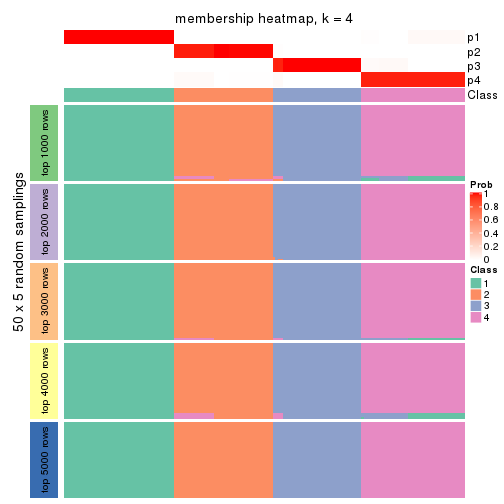 membership heatmap, k = 4
p1
p2
p3
p4
Class
50 x 5 random samplings
top 1000 rows
top 2000 rows
top 3000 rows
top 4000 rows
top 5000 rows
Prob
1
0.8
0.6
0.4
0.2
0
Class
1
2
3
4